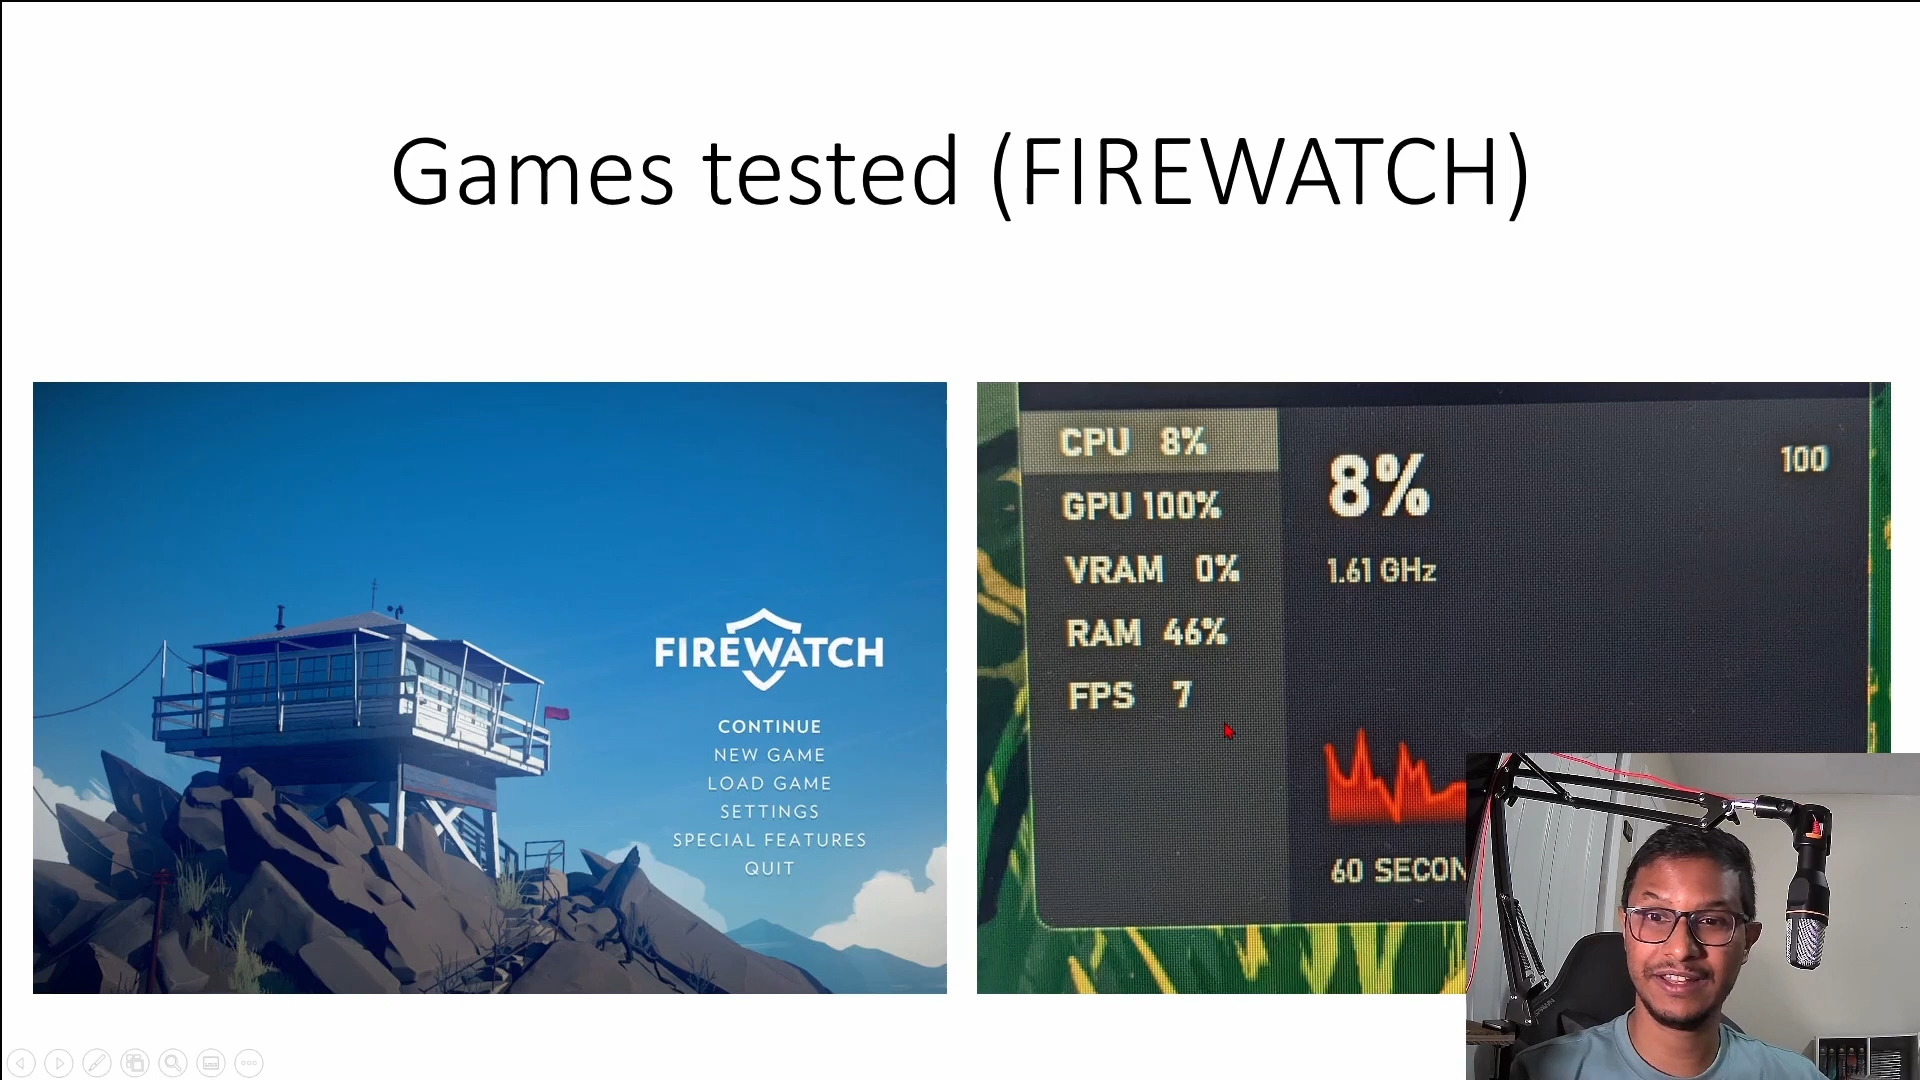 Games tested (FIREWATCH)
FIREWATCH
CONTINUE
NEW GAME
LOAD GAME
SETTINGS
SPECIAL FEATURES
QUIT
CPU 8%
GPU 100%
VRAM 0%
RAM 46%
FPS 7
8%
100
1.61 GHz
60 SECON